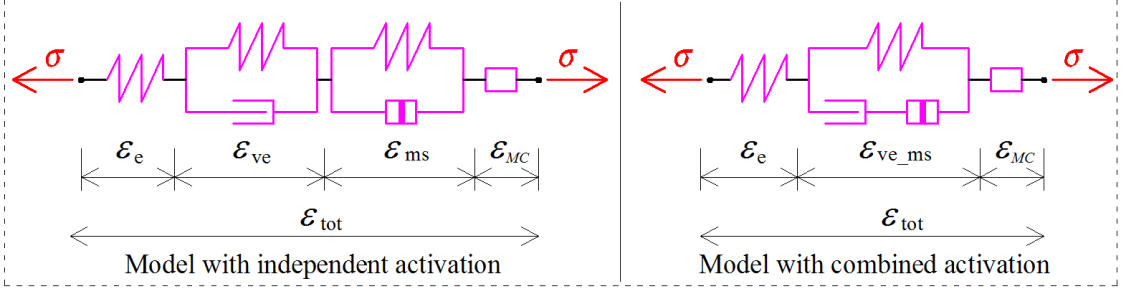 σ σ σ σ
εe εve εms εMC εe εve_ms εMC
εtot εtot
Model with independent activation Model with combined activation